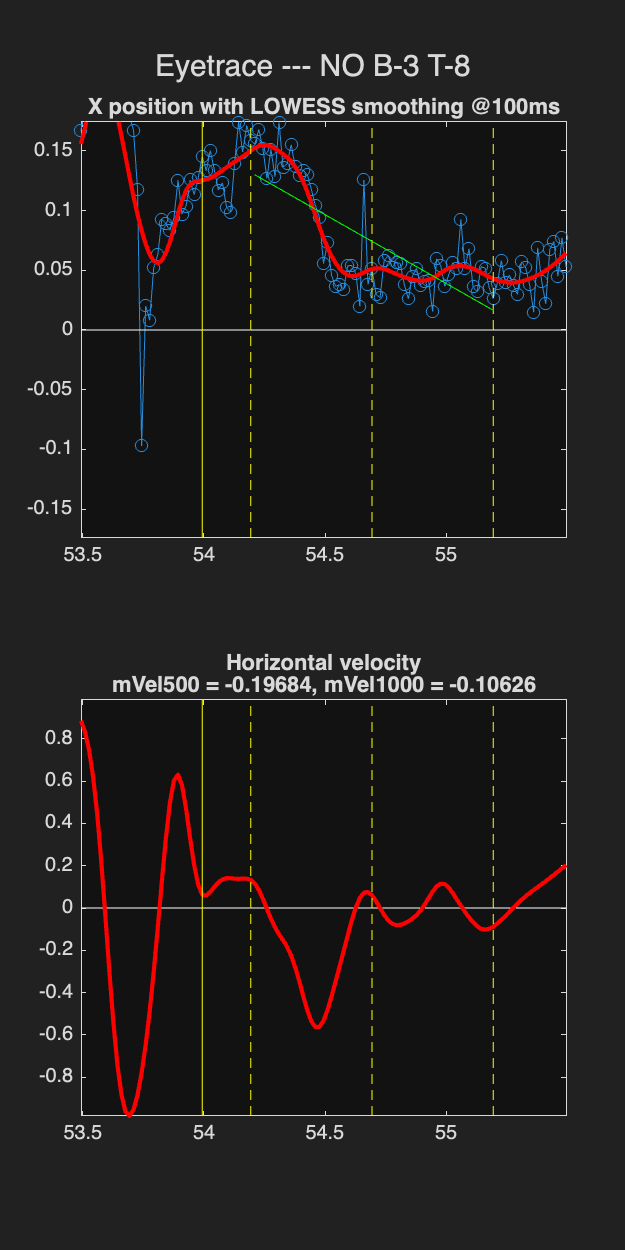 Eyetrace --- NO B-3 T-8
X position with LOWESS smoothing @100ms
0.15
0.1
0.05
0
-0.05
-0.1
-0.15
53.5 54 54.5 55
Horizontal velocity
mVel500 = -0.19684, mVel1000 = -0.10626
0.8
0.6
0.4
0.2
0
-0.2
-0.4
-0.6
-0.8
53.5 54 54.5 55